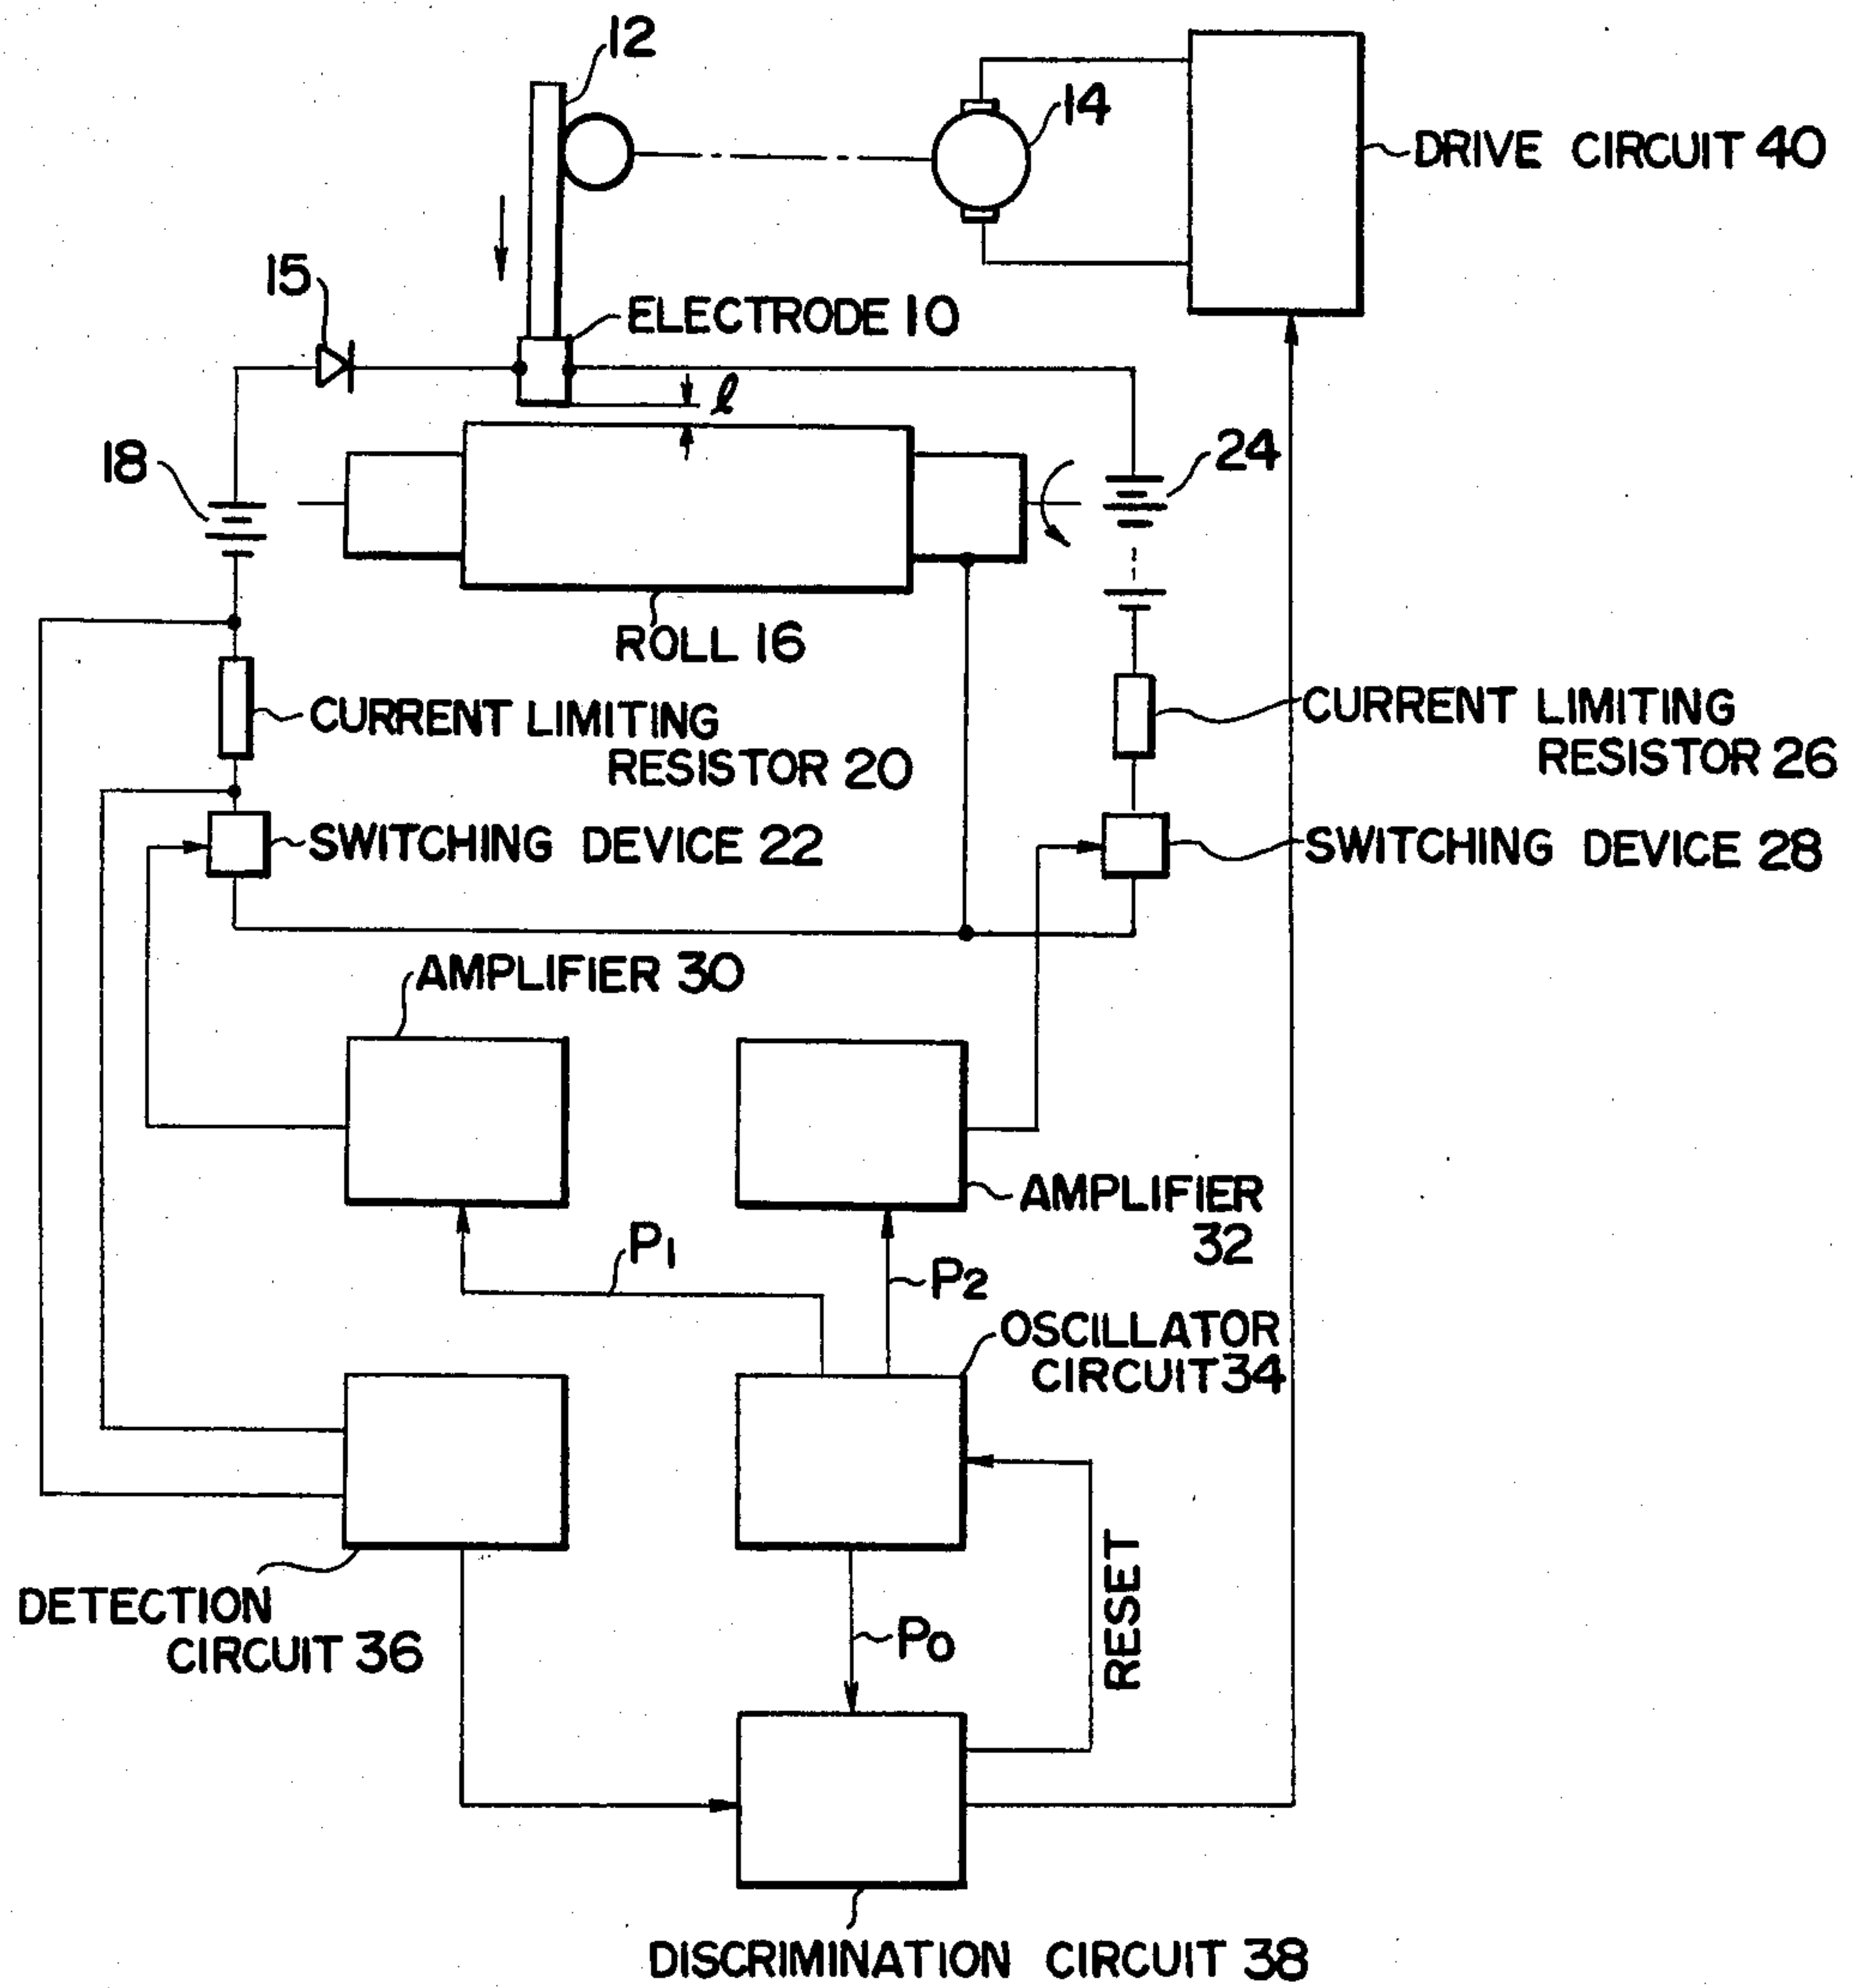 12
14
DRIVE CIRCUIT 40
15
ELECTRODE 10
ℓ
18
24
ROLL 16
CURRENT LIMITING
RESISTOR 20
CURRENT LIMITING
RESISTOR 26
SWITCHING DEVICE 22
SWITCHING DEVICE 28
AMPLIFIER 30
AMPLIFIER
32
P1
P2
OSCILLATOR
CIRCUIT 34
RESET
DETECTION
CIRCUIT 36
P0
DISCRIMINATION CIRCUIT 38